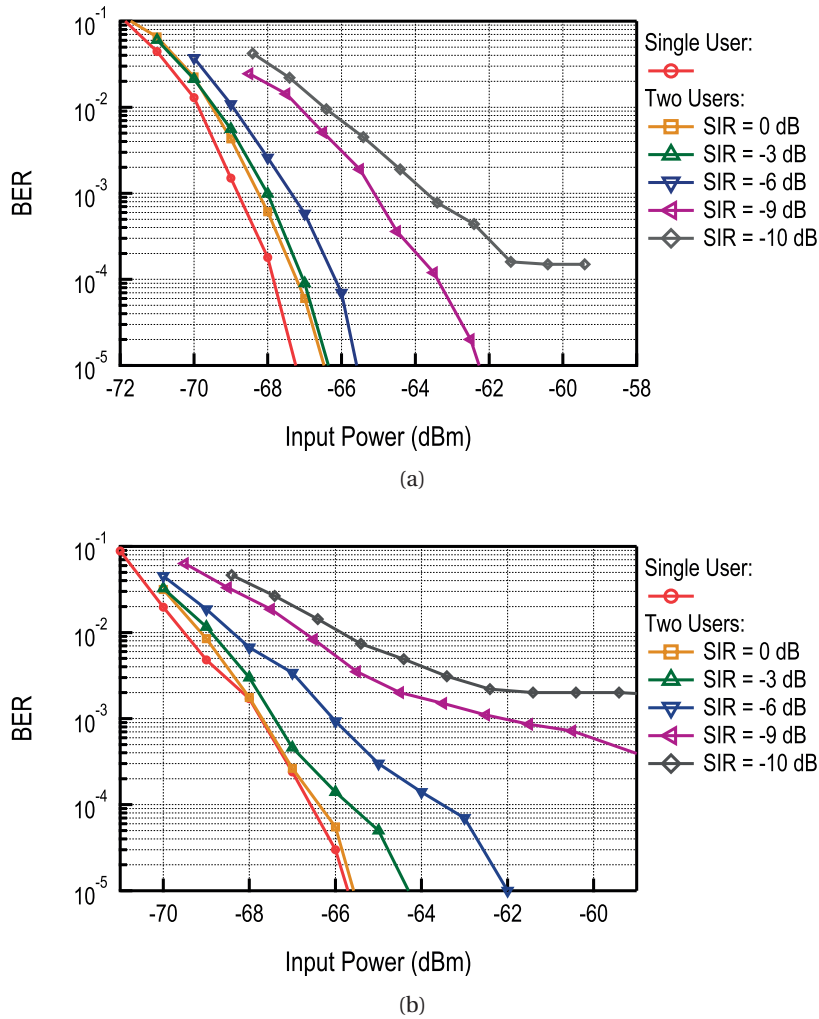 10^-1
10^-2
10^-3
10^-4
10^-5
BER
-72 -70 -68 -66 -64 -62 -60 -58
Input Power (dBm)
Single User:
Two Users:
SIR = 0 dB
SIR = -3 dB
SIR = -6 dB
SIR = -9 dB
SIR = -10 dB
(a)
10^-1
10^-2
10^-3
10^-4
10^-5
BER
-70 -68 -66 -64 -62 -60
Input Power (dBm)
Single User:
Two Users:
SIR = 0 dB
SIR = -3 dB
SIR = -6 dB
SIR = -9 dB
SIR = -10 dB
(b)